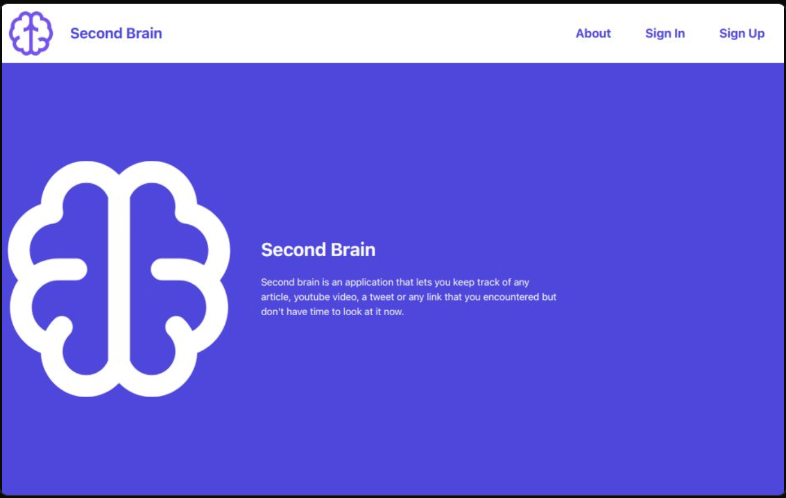 Second Brain
About
Sign In
Sign Up
Second Brain
Second brain is an application that lets you keep track of any
article, youtube video, a tweet or any link that you encountered but
don't have time to look at it now.